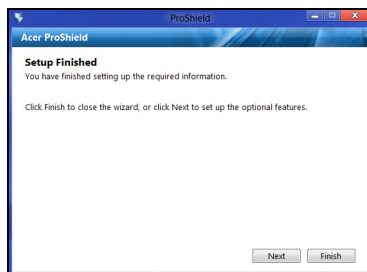 ProShield
Acer ProShield
Setup Finished
You have finished setting up the required information.
Click Finish to close the wizard, or click Next to set up the optional features.
Next Finish